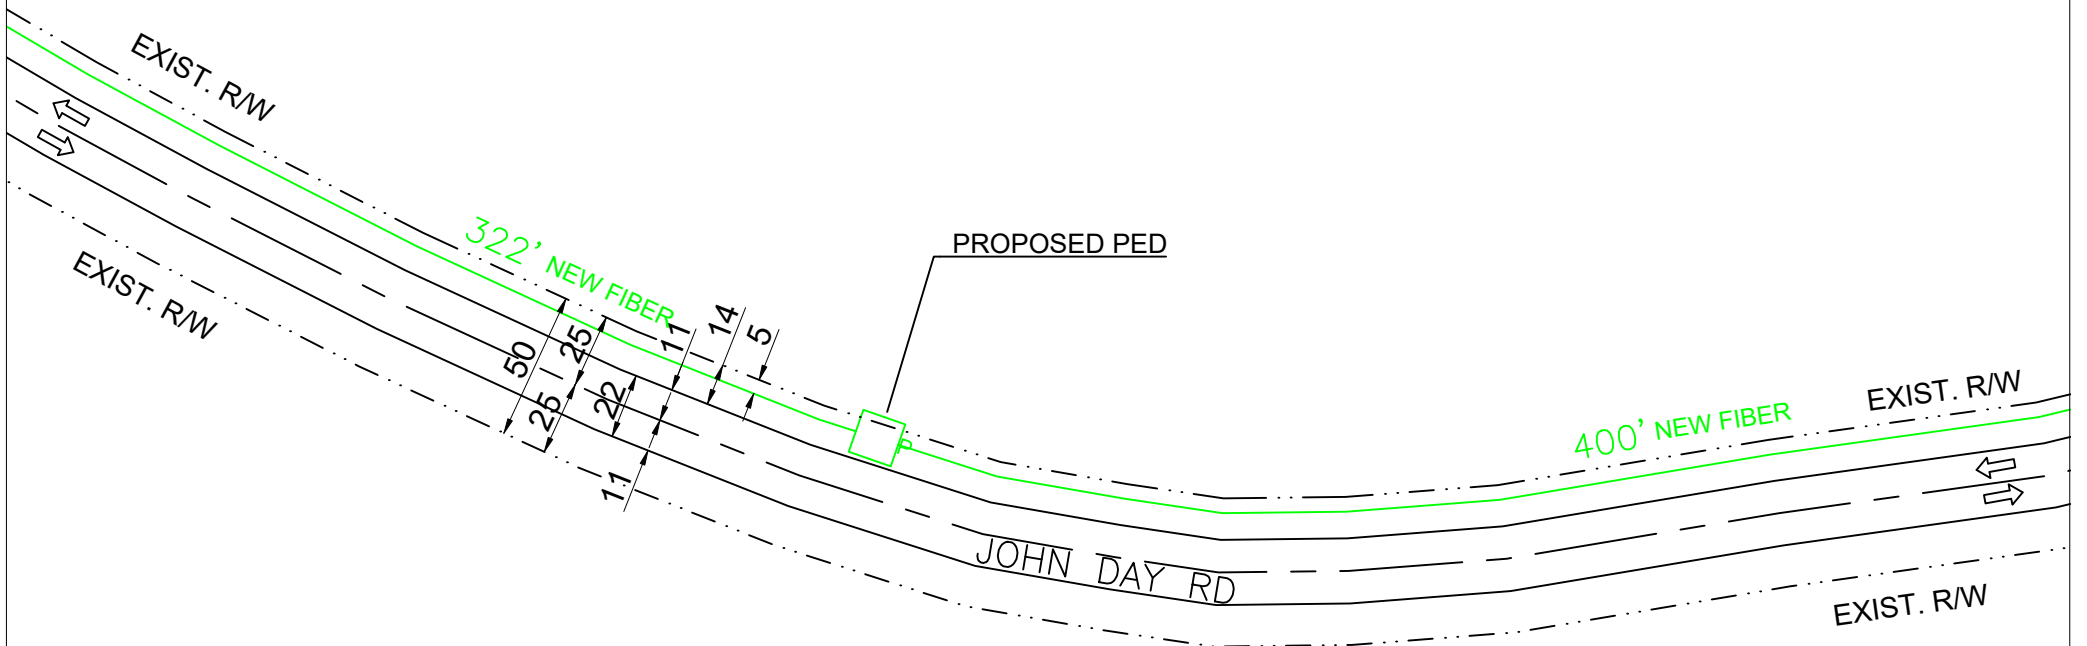 EXIST. R/W
EXIST. R/W
322' NEW FIBER
PROPOSED PED
50
25
25
22
11
11
14
5
P
400' NEW FIBER
EXIST. R/W
JOHN DAY RD
EXIST. R/W